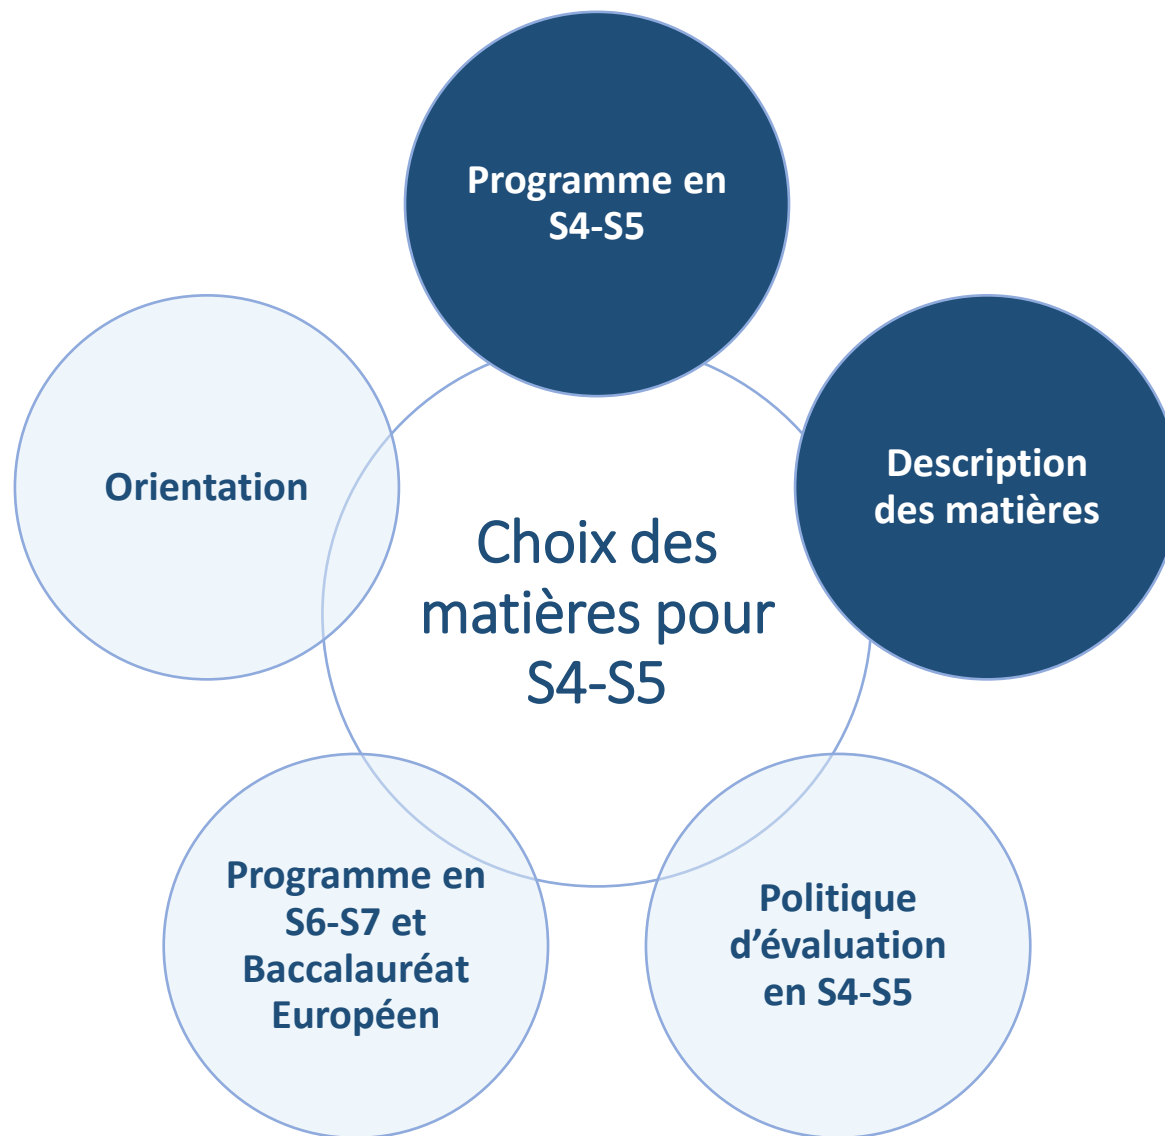 Programme en
S4-S5
Description
des matières
Orientation
Choix des
matières pour
S4-S5
Programme en
S6-S7 et
Baccalauréat
Européen
Politique
d’évaluation
en S4-S5